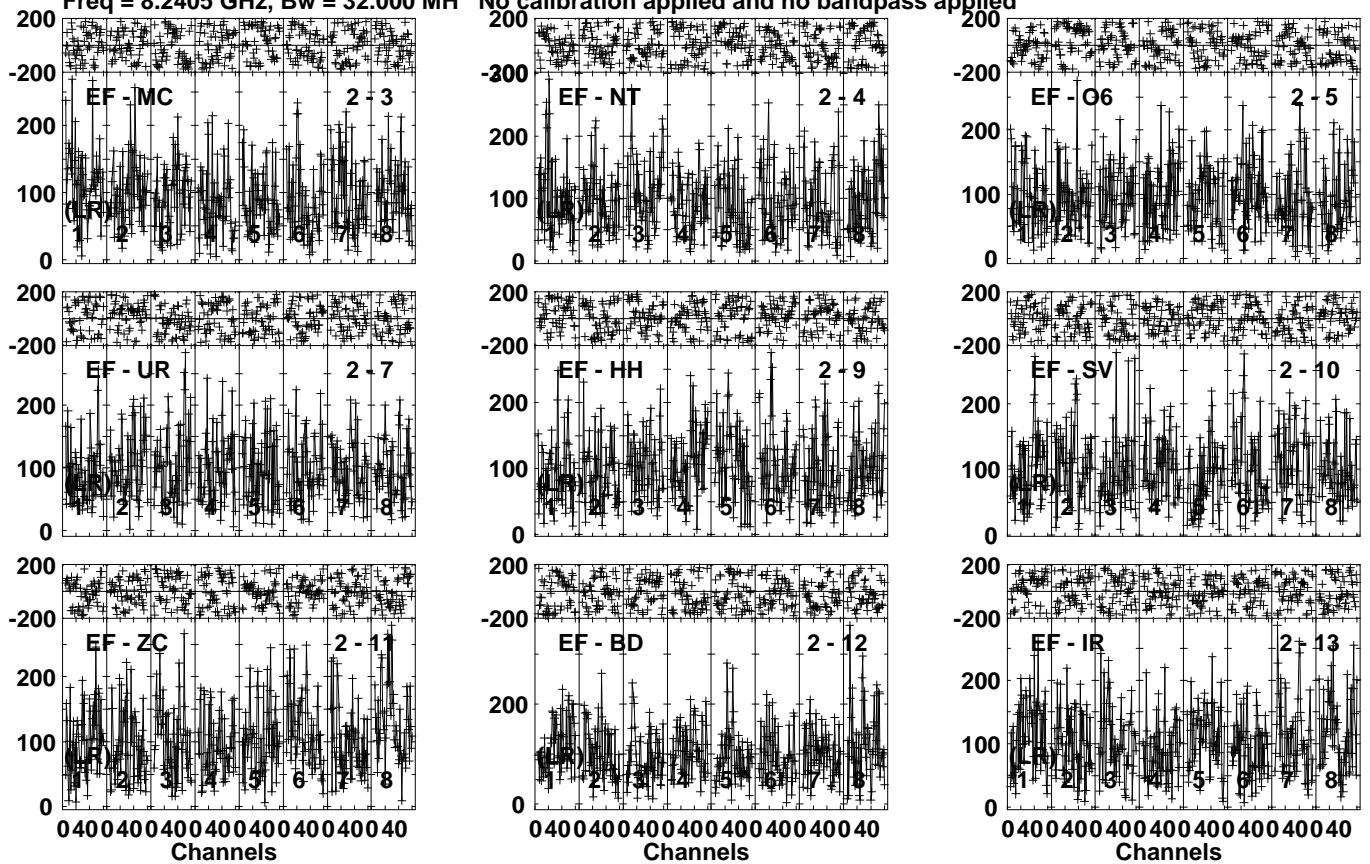 Freq = 8.2405 GHz, Bw = 32.000 MH No calibration applied and no bandpass applied
200 200 200
-200 -200 300 -200
EF - MC 2 - 3 EF - NT 2 - 4 EF - O6 2 - 5
200 200 200
100 100 100
(LR) (LR) (LR)
1 2 3 4 5 6 7 8 1 2 3 4 5 6 7 8 1 2 3 4 5 6 7 8
0 0 0
200 200 200
-200 -200 -200
EF - UR 2 - 7 EF - HH 2 - 9 EF - SV 2 - 10
200 200 200
100 100 100
(LR) (LR) (LR)
1 2 3 4 5 6 7 8 1 2 3 4 5 6 7 8 1 2 3 4 5 6 7 8
0 0 0
200 200 200
-200 -200 -200
EF - ZC 2 - 11 EF - BD 2 - 12 EF - IR 2 - 13
200 200 200
100 100
(LR) (LR) (LR)
1 2 3 4 5 6 7 8 1 2 3 4 5 6 7 8 1 2 3 4 5 6 7 8
0 0 0
0 40 0 40 0 40 0 40 0 40 0 40 0 40 0 40 0 40 0 40 0 40 0 40 0 40 0 40 0 40 0 40 0 40 0 40 0 40 0 40 0 40 0 40 0 40 0 40
Channels Channels Channels